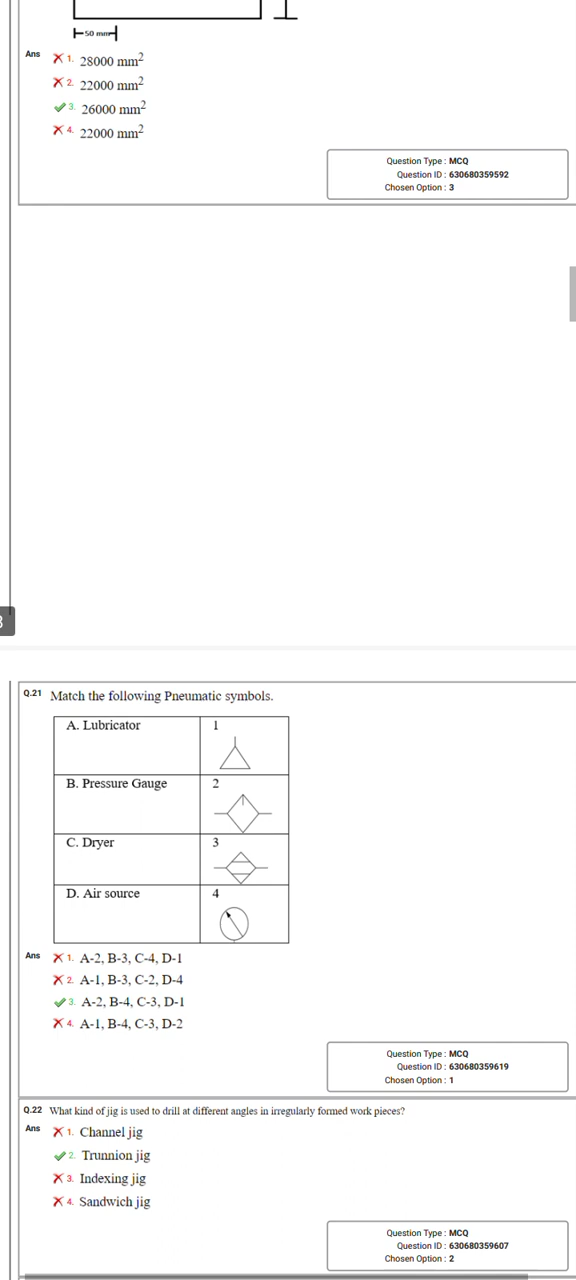 50 mm
Ans
1. 28000 mm²
2. 22000 mm²
3. 26000 mm²
4. 22000 mm²
Question Type : MCQ
Question ID : 630680359592
Chosen Option : 3
Q.21 Match the following Pneumatic symbols.
A. Lubricator 1
B. Pressure Gauge 2
C. Dryer 3
D. Air source 4
Ans 1. A-2, B-3, C-4, D-1
2. A-1, B-3, C-2, D-4
3. A-2, B-4, C-3, D-1
4. A-1, B-4, C-3, D-2
Question Type : MCQ
Question ID : 630680359619
Chosen Option : 1
Q.22 What kind of jig is used to drill at different angles in irregularly formed work pieces?
Ans 1. Channel jig
2. Trunnion jig
3. Indexing jig
4. Sandwich jig
Question Type : MCQ
Question ID : 630680359607
Chosen Option : 2